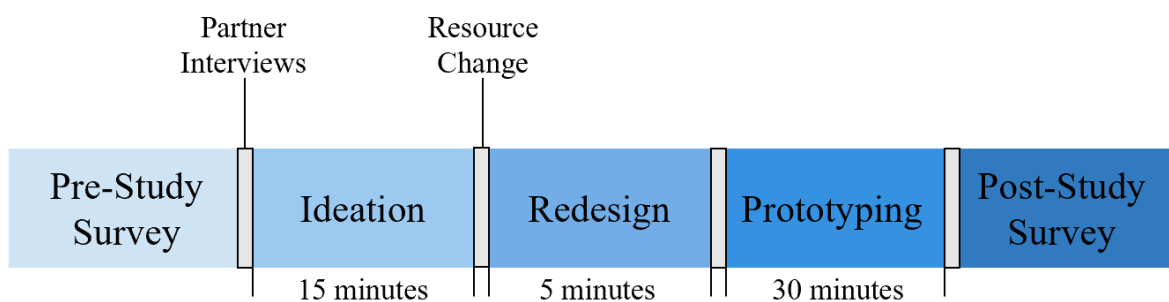 Partner
Interviews
Resource
Change
Pre-Study
Survey
Ideation
Redesign
Prototyping
Post-Study
Survey
15 minutes
5 minutes
30 minutes